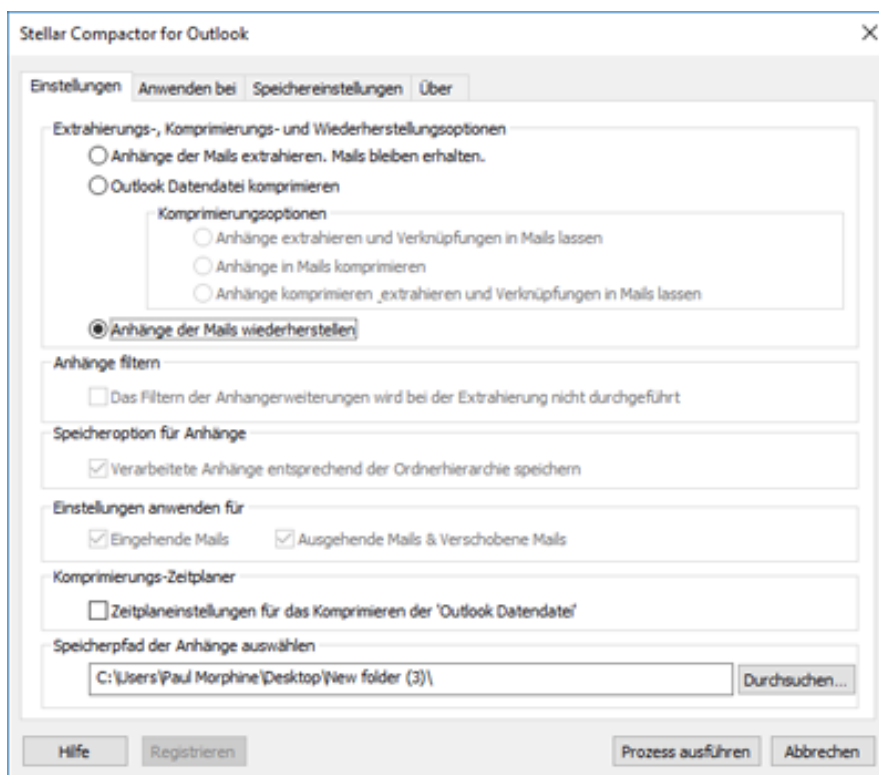 Stellar Compactor for Outlook
Einstellungen Anwenden bei Speichereinstellungen Über
Extrahierungs-, Komprimierungs- und Wiederherstellungsoptionen
Anhänge der Mails extrahieren. Mails bleiben erhalten.
Outlook Datendatei komprimieren
Komprimierungsoptionen
Anhänge extrahieren und Verknüpfungen in Mails lassen
Anhänge in Mails komprimieren
Anhänge komprimieren _extrahieren und Verknüpfungen in Mails lassen
Anhänge der Mails wiederherstellen
Anhänge filtern
Das Filtern der Anhangerweiterungen wird bei der Extrahierung nicht durchgeführt
Speicheroption für Anhänge
Verarbeitete Anhänge entsprechend der Ordnerhierarchie speichern
Einstellungen anwenden für
Eingehende Mails Ausgehende Mails & Verschobene Mails
Komprimierungs-Zeitplaner
Zeitplaneinstellungen für das Komprimieren der 'Outlook Datendatei'
Speicherpfad der Anhänge auswählen
C:\Users\Paul Morphine\Desktop\New folder (3)\ Durchsuchen...
Hilfe Registrieren Prozess ausführen Abbrechen